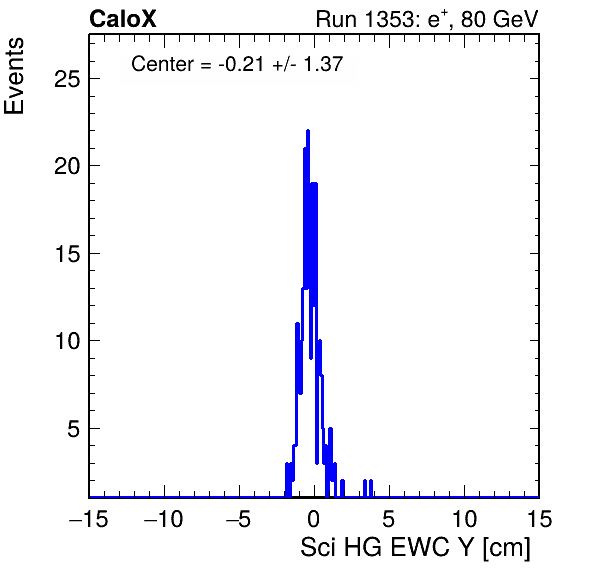 CaloX Run 1353: e⁺, 80 GeV
Events
Center = -0.21 +/- 1.37
25
20
15
10
5
−15 −10 −5 0 5 10 15
Sci HG EWC Y [cm]